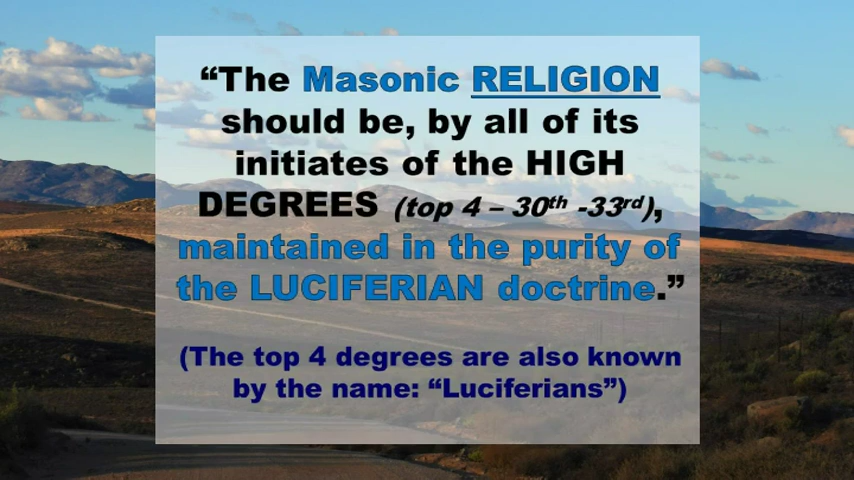 “The Masonic RELIGION
should be, by all of its
initiates of the HIGH
DEGREES (top 4 – 30th -33rd),
maintained in the purity of
the LUCIFERIAN doctrine.”
(The top 4 degrees are also known
by the name: “Luciferians”)